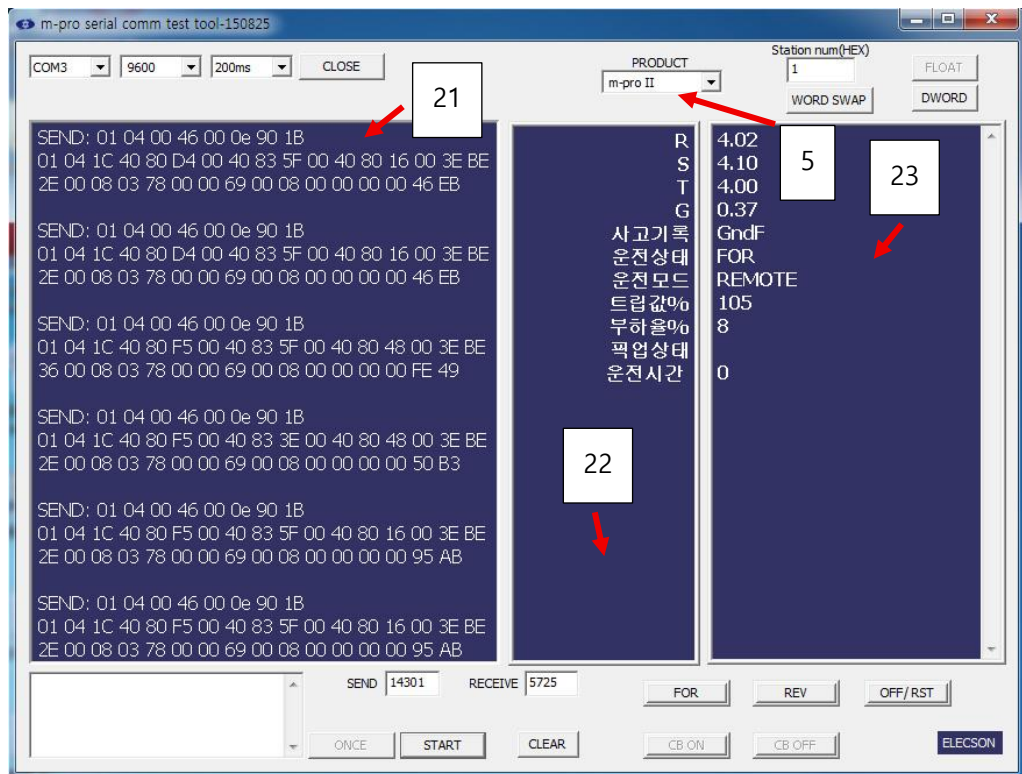 m-pro serial comm test tool-150825
COM3 9600 200ms CLOSE
PRODUCT
m-pro II
Station num(HEX)
1
WORD SWAP
FLOAT
DWORD
21
5
23
22
SEND: 01 04 00 46 00 0e 90 1B
01 04 1C 40 80 D4 00 40 83 5F 00 40 80 16 00 3E BE
2E 00 08 03 78 00 00 69 00 08 00 00 00 00 46 EB
SEND: 01 04 00 46 00 0e 90 1B
01 04 1C 40 80 D4 00 40 83 5F 00 40 80 16 00 3E BE
2E 00 08 03 78 00 00 69 00 08 00 00 00 00 46 EB
SEND: 01 04 00 46 00 0e 90 1B
01 04 1C 40 80 F5 00 40 83 5F 00 40 80 48 00 3E BE
36 00 08 03 78 00 00 69 00 08 00 00 00 00 FE 49
SEND: 01 04 00 46 00 0e 90 1B
01 04 1C 40 80 F5 00 40 83 3E 00 40 80 48 00 3E BE
2E 00 08 03 78 00 00 69 00 08 00 00 00 00 50 B3
SEND: 01 04 00 46 00 0e 90 1B
01 04 1C 40 80 F5 00 40 83 5F 00 40 80 16 00 3E BE
2E 00 08 03 78 00 00 69 00 08 00 00 00 00 95 AB
SEND: 01 04 00 46 00 0e 90 1B
01 04 1C 40 80 F5 00 40 83 5F 00 40 80 16 00 3E BE
2E 00 08 03 78 00 00 69 00 08 00 00 00 00 95 AB
R 4.02
S 4.10
T 4.00
G 0.37
사고기록 GndF
운전상태 FOR
운전모드 REMOTE
트립값% 105
부하율% 8
픽업상태
운전시간 0
SEND 14301 RECEIVE 5725
FOR REV OFF/RST
ONCE START CLEAR CB ON CB OFF ELECSON